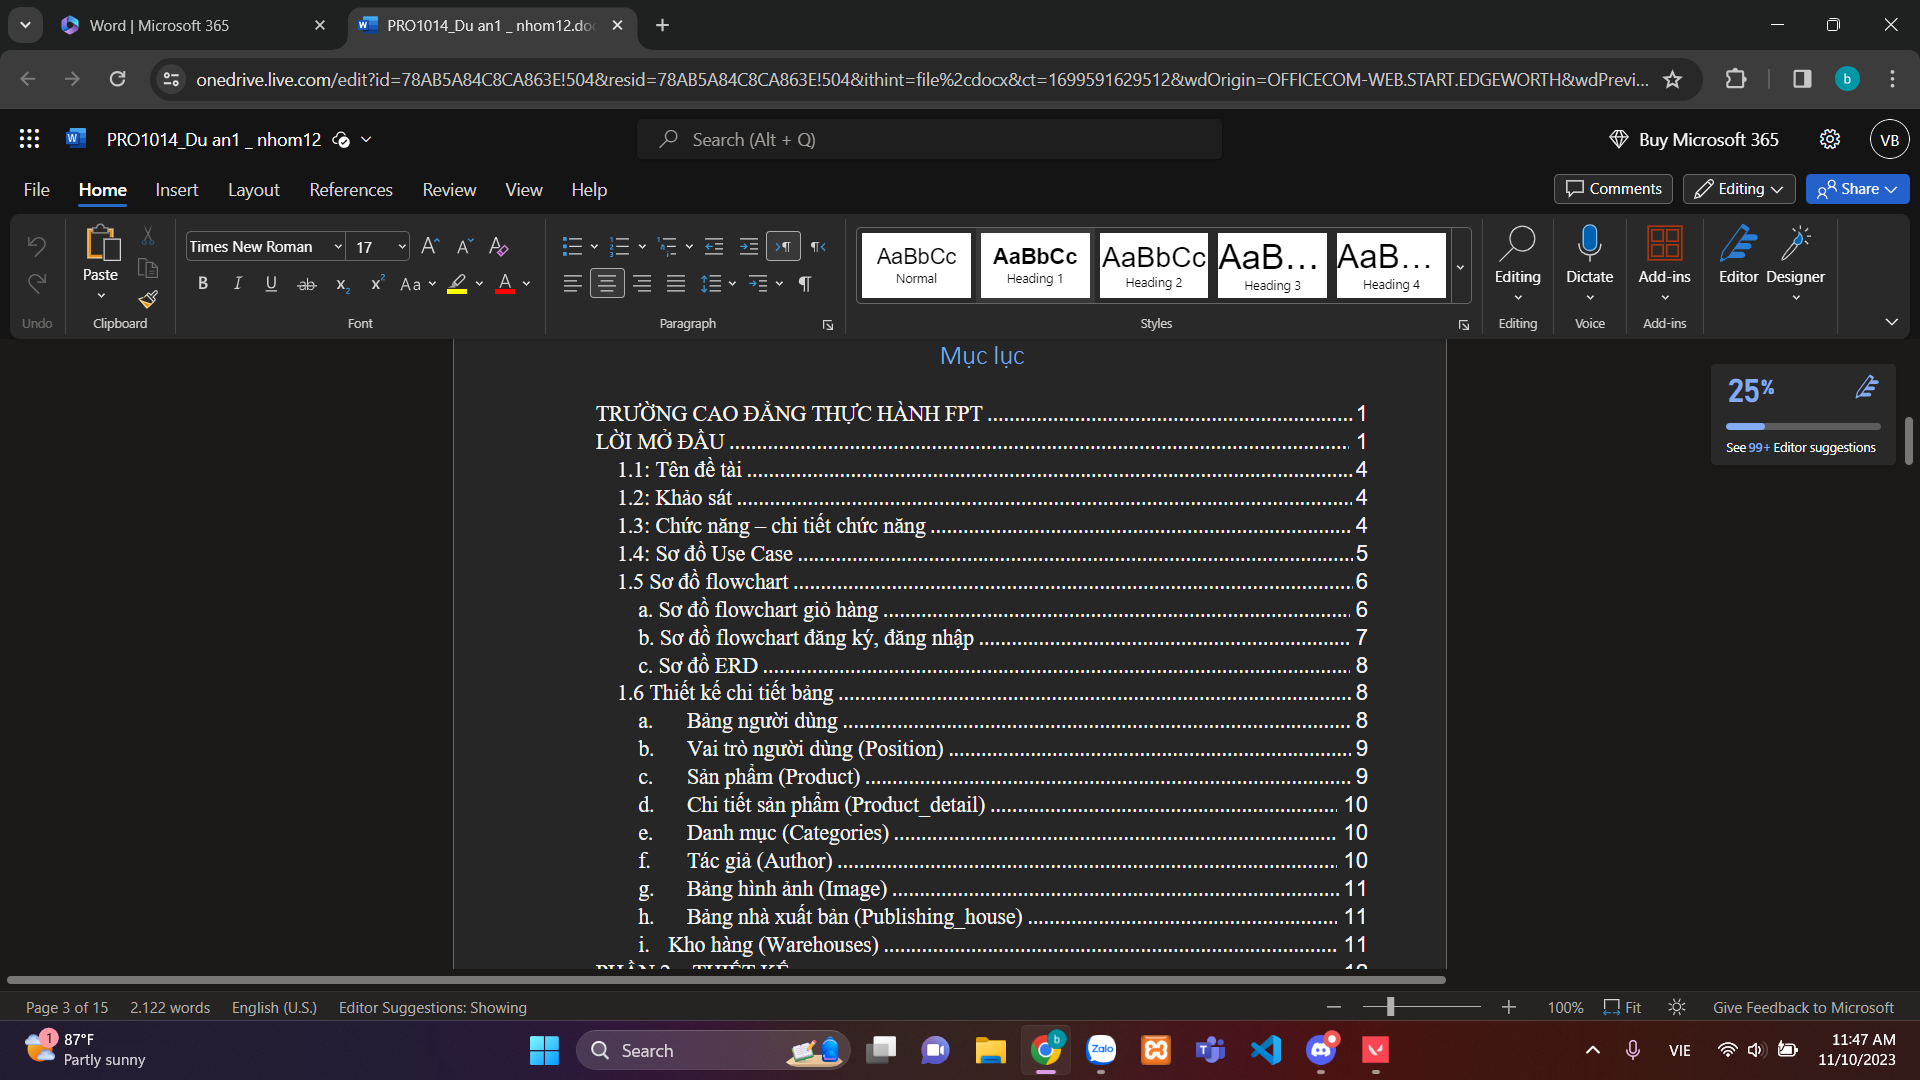 Word | Microsoft 365
PRO1014_Du an1 _ nhom12.doc
onedrive.live.com/edit?id=78AB5A84C8CA863E!504&resid=78AB5A84C8CA863E!504&ithint=file%2cdocx&ct=1699591629512&wdOrigin=OFFICECOM-WEB.START.EDGEWORTH&wdPrevi...
b
PRO1014_Du an1 _ nhom12
Search (Alt + Q)
Buy Microsoft 365
VB
File Home Insert Layout References Review View Help
Comments Editing Share
Times New Roman 17
Paste
AaBbCc AaBbCc AaBbCc AaB... AaB...
Normal Heading 1 Heading 2 Heading 3 Heading 4
Editing Dictate Add-ins Editor Designer
Undo Clipboard Font Paragraph Styles Editing Voice Add-ins
Mục lục
TRƯỜNG CAO ĐẲNG THỰC HÀNH FPT 1
LỜI MỞ ĐẦU 1
1.1: Tên đề tài 4
1.2: Khảo sát 4
1.3: Chức năng – chi tiết chức năng 4
1.4: Sơ đồ Use Case 5
1.5 Sơ đồ flowchart 6
a. Sơ đồ flowchart giỏ hàng 6
b. Sơ đồ flowchart đăng ký, đăng nhập 7
c. Sơ đồ ERD 8
1.6 Thiết kế chi tiết bảng 8
a. Bảng người dùng 8
b. Vai trò người dùng (Position) 9
c. Sản phẩm (Product) 9
d. Chi tiết sản phẩm (Product_detail) 10
e. Danh mục (Categories) 10
f. Tác giả (Author) 10
g. Bảng hình ảnh (Image) 11
h. Bảng nhà xuất bản (Publishing_house) 11
i. Kho hàng (Warehouses) 11
25%
See 99+ Editor suggestions
Page 3 of 15 2.122 words English (U.S.) Editor Suggestions: Showing
100% Fit Give Feedback to Microsoft
1
87°F
Partly sunny
Search
b
Zalo
VIE
11:47 AM
11/10/2023